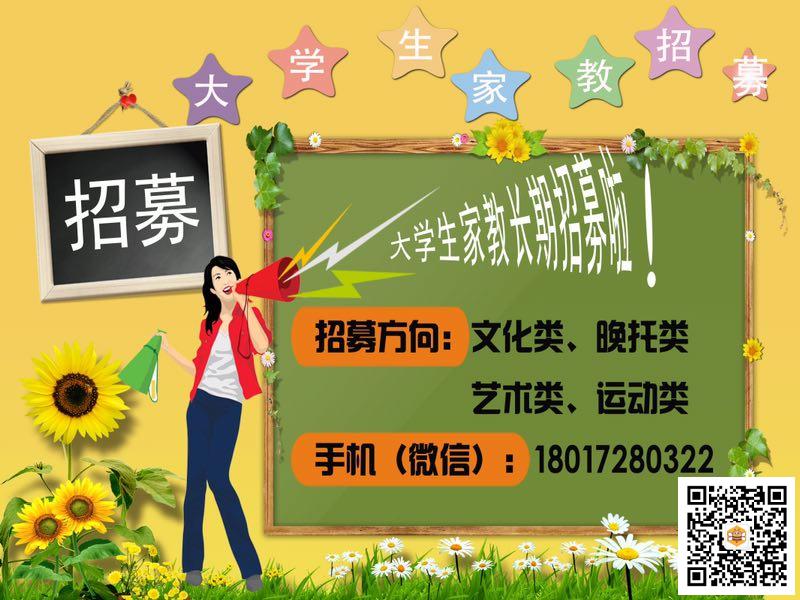 大学生家教招募
招募
大学生家教长期招募啦！
招募方向：文化类、晚托类
艺术类、运动类
手机（微信）：18017280322